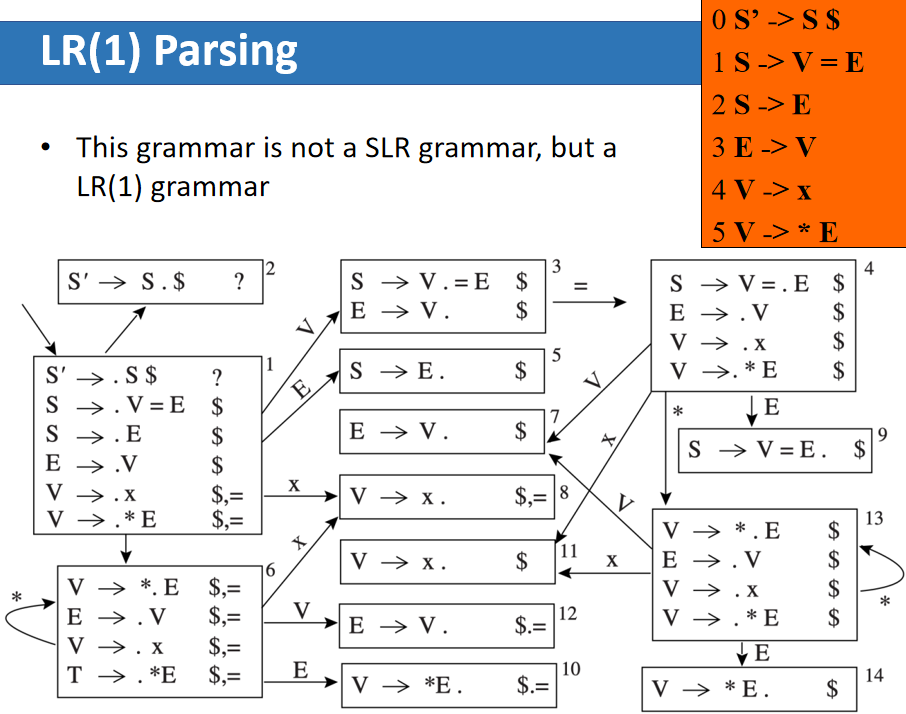 LR(1) Parsing
0 S’ -> S $
1 S -> V = E
2 S -> E
3 E -> V
4 V -> x
5 V -> * E
• This grammar is not a SLR grammar, but a
LR(1) grammar
S′ → S . $ ?
2
S → V . = E $
E → V . $
3
=
S → V = . E $
E → . V $
V → . x $
V → . * E $
4
S′ → . S $ ?
S → . V = E $
S → . E $
E → .V $
V → . x $,=
V → . * E $,=
1
V
E
S → E . $
5
V
x
*
E
E → V . $
7
S → V = E . $
9
x
V → x . $,=
8
x
V
V → x . $
11
x
V → * . E $
E → . V $
V → . x $
V → . * E $
13
*
*
V → *. E $,=
E → . V $,=
V → . x $,=
T → . *E $,=
6
V
E → V . $.=
12
E
V → *E . $.=
10
E
V → * E . $
14